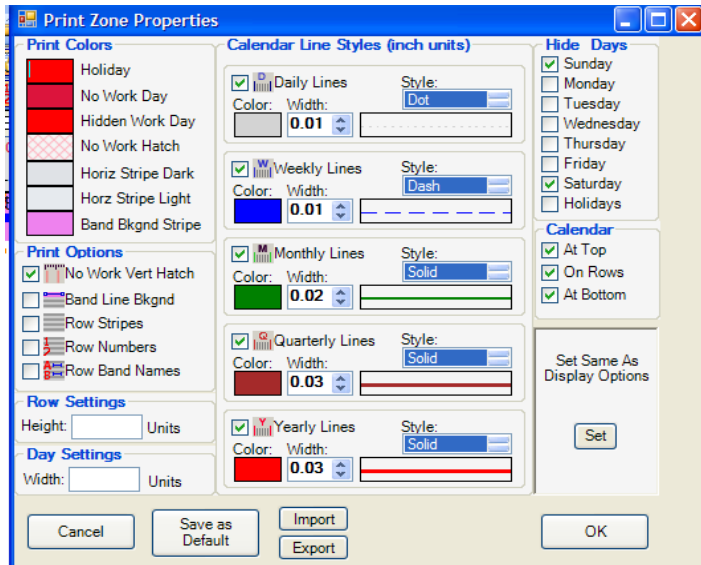 Print Zone Properties
Print Colors
Holiday
No Work Day
Hidden Work Day
No Work Hatch
Horiz Stripe Dark
Horz Stripe Light
Band Bkgnd Stripe
Print Options
No Work Vert Hatch
Band Line Bkgnd
Row Stripes
Row Numbers
Row Band Names
Row Settings
Height: Units
Day Settings
Width: Units
Calendar Line Styles (inch units)
D Daily Lines Style:
Color: Width: Dot
0.01
W Weekly Lines Style:
Color: Width: Dash
0.01
M Monthly Lines Style:
Color: Width: Solid
0.02
Q Quarterly Lines Style:
Color: Width: Solid
0.03
Y Yearly Lines Style:
Color: Width: Solid
0.03
Hide Days
Sunday
Monday
Tuesday
Wednesday
Thursday
Friday
Saturday
Holidays
Calendar
At Top
On Rows
At Bottom
Set Same As
Display Options
Set
Cancel
Save as
Default
Import
Export
OK